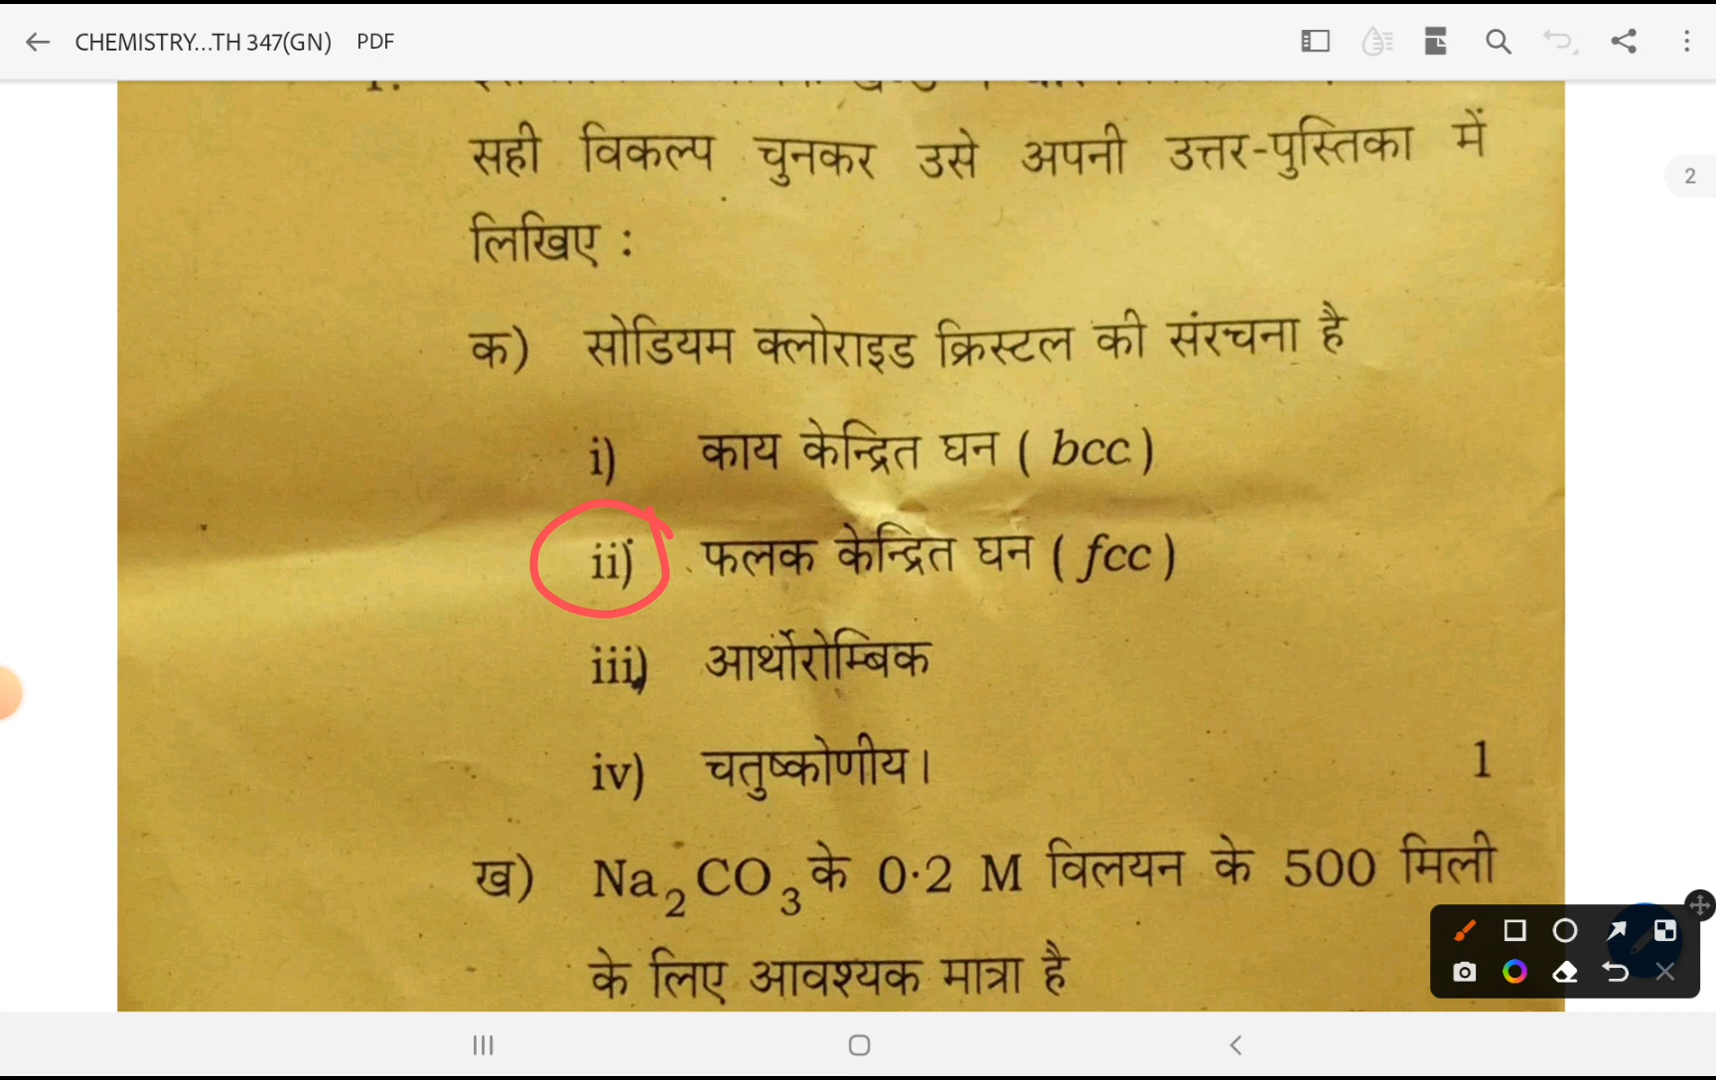 CHEMISTRY...TH 347(GN) PDF
2
सही विकल्प चुनकर उसे अपनी उत्तर-पुस्तिका में
लिखिए :
क) सोडियम क्लोराइड क्रिस्टल की संरचना है
i) काय केन्द्रित घन ( bcc )
ii) फलक केन्द्रित घन ( fcc )
iii) आर्थोरोम्बिक
iv) चतुष्कोणीय। 1
ख) Na₂CO₃ के 0·2 M विलयन के 500 मिली
के लिए आवश्यक मात्रा है